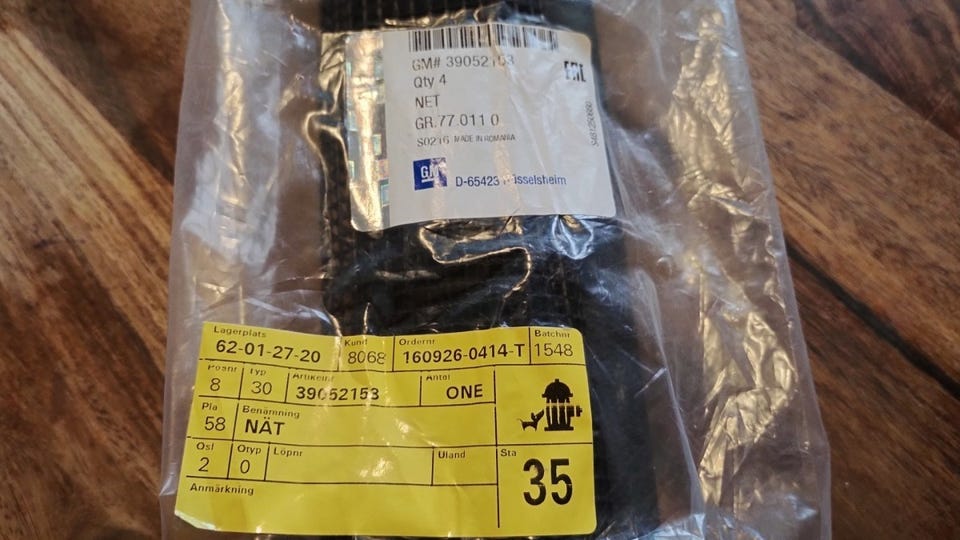 GM# 39052153
Qty 4
EAC
NET
GR.77.011 0
S0216 MADE IN ROMANIA
GM
D-65423 Rüsselsheim
Lagerplats Kund Ordernr Batchnr
62-01-27-20 8068 160926-0414-T 1548
Posnr Typ Artikelnr Antal
8 30 39052153 ONE
Pla Benämning
58 NÄT
Osl Otyp Löpnr Uland Sta
2 0 35
Anmärkning